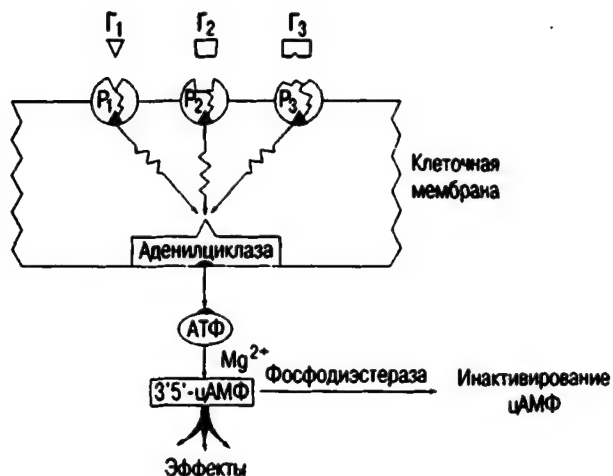 Г₁ Г₂ Г₃
Р₁ Р₂ Р₃
Клеточная
мембрана
Аденилциклаза
АТФ
Mg²⁺
3'5'-цАМФ
Фосфодиэстераза
Инактивирование
цАМФ
Эффекты